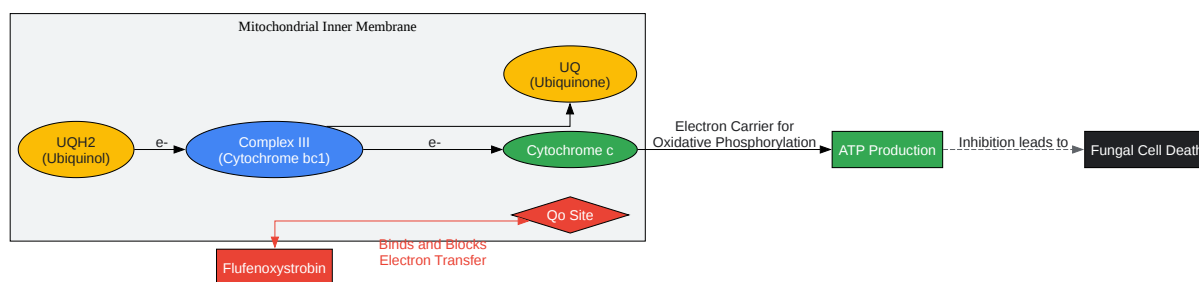 Mitochondrial Inner Membrane
UQ
(Ubiquinone)
UQH2
(Ubiquinol)
e-
Complex III
(Cytochrome bc1)
e-
Cytochrome c
Electron Carrier for
Oxidative Phosphorylation
ATP Production
Inhibition leads to
Fungal Cell Death
Qo Site
Binds and Blocks
Electron Transfer
Flufenoxystrobin